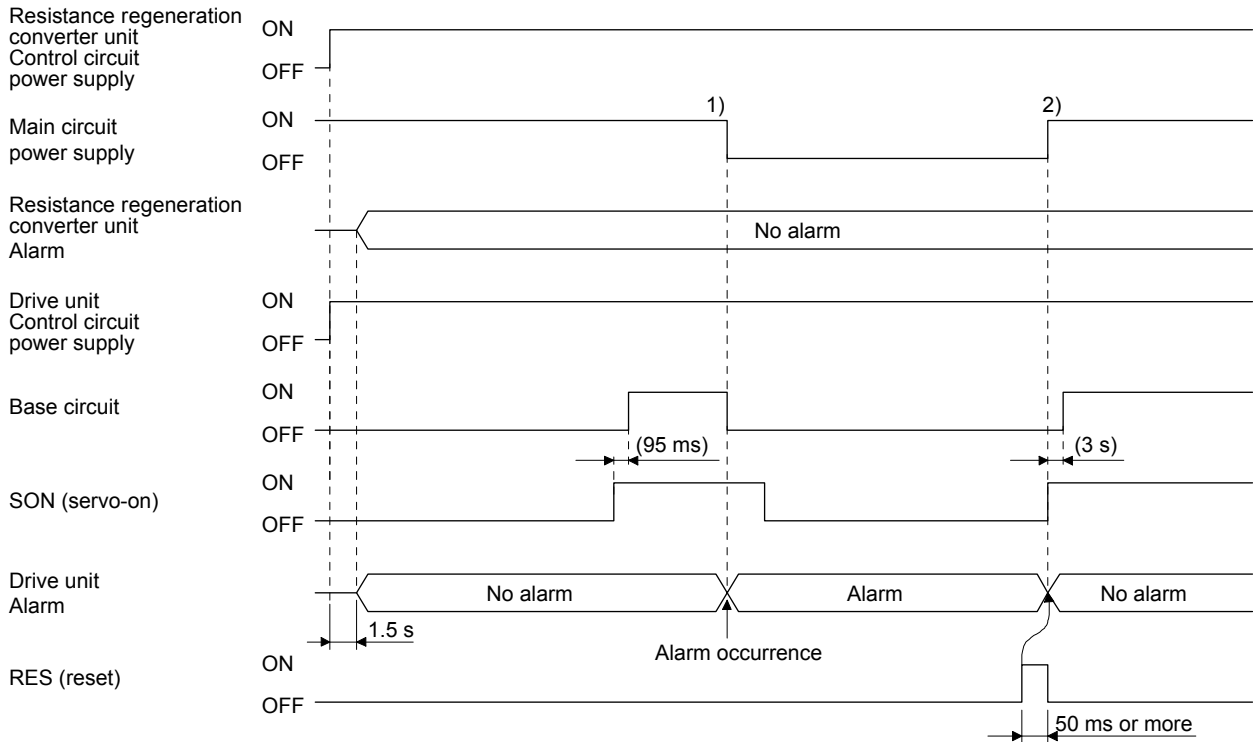 Resistance regeneration
converter unit
Control circuit
power supply
ON
OFF
1)
2)
Main circuit
power supply
ON
OFF
Resistance regeneration
converter unit
Alarm
No alarm
Drive unit
Control circuit
power supply
ON
OFF
Base circuit
ON
OFF
(95 ms)
(3 s)
SON (servo-on)
ON
OFF
Drive unit
Alarm
No alarm
Alarm
No alarm
1.5 s
Alarm occurrence
RES (reset)
ON
OFF
50 ms or more